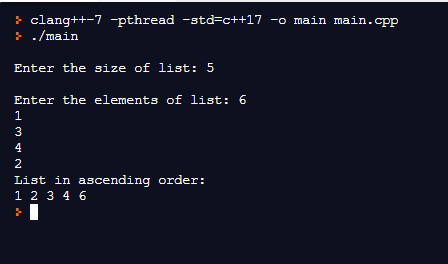 > clang++-7 -pthread -std=c++17 -o main main.cpp
> ./main
Enter the size of list: 5
Enter the elements of list: 6
1
3
4
2
List in ascending order:
1 2 3 4 6
>